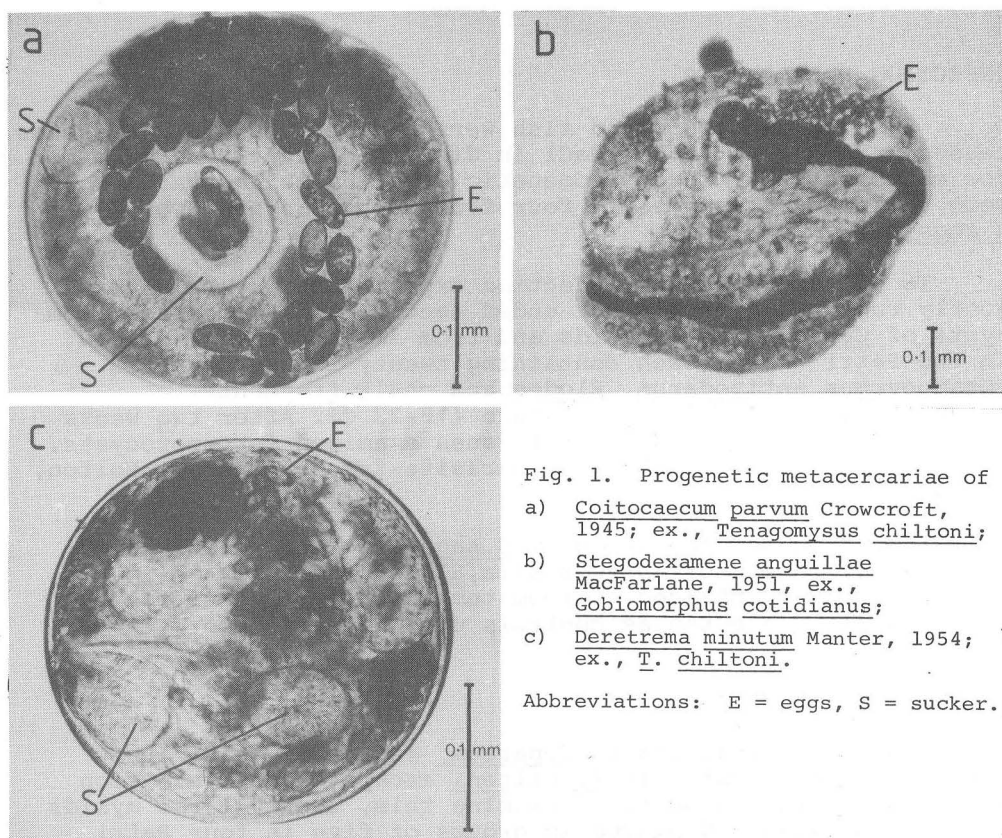 a
S
E
S
0·1 mm
b
E
0·1 mm
c
E
S
0·1 mm
Fig. 1. Progenetic metacercariae of
a) Coitocaecum parvum Crowcroft,
1945; ex., Tenagomysus chiltoni;
b) Stegodexamene anguillae
MacFarlane, 1951, ex.,
Gobiomorphus cotidianus;
c) Deretrema minutum Manter, 1954;
ex., T. chiltoni.
Abbreviations: E = eggs, S = sucker.